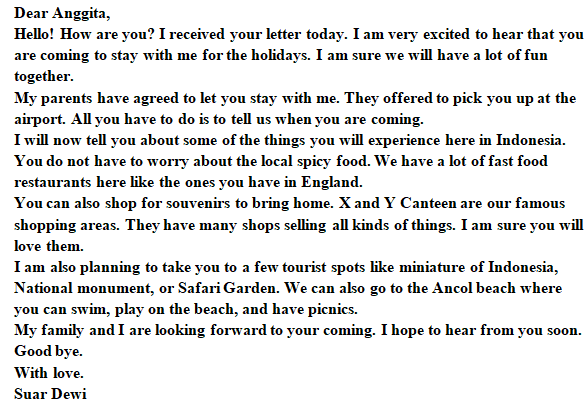 Dear Anggita,
Hello! How are you? I received your letter today. I am very excited to hear that you
are coming to stay with me for the holidays. I am sure we will have a lot of fun
together.
My parents have agreed to let you stay with me. They offered to pick you up at the
airport. All you have to do is to tell us when you are coming.
I will now tell you about some of the things you will experience here in Indonesia.
You do not have to worry about the local spicy food. We have a lot of fast food
restaurants here like the ones you have in England.
You can also shop for souvenirs to bring home. X and Y Canteen are our famous
shopping areas. They have many shops selling all kinds of things. I am sure you will
love them.
I am also planning to take you to a few tourist spots like miniature of Indonesia,
National monument, or Safari Garden. We can also go to the Ancol beach where
you can swim, play on the beach, and have picnics.
My family and I are looking forward to your coming. I hope to hear from you soon.
Good bye.
With love.
Suar Dewi